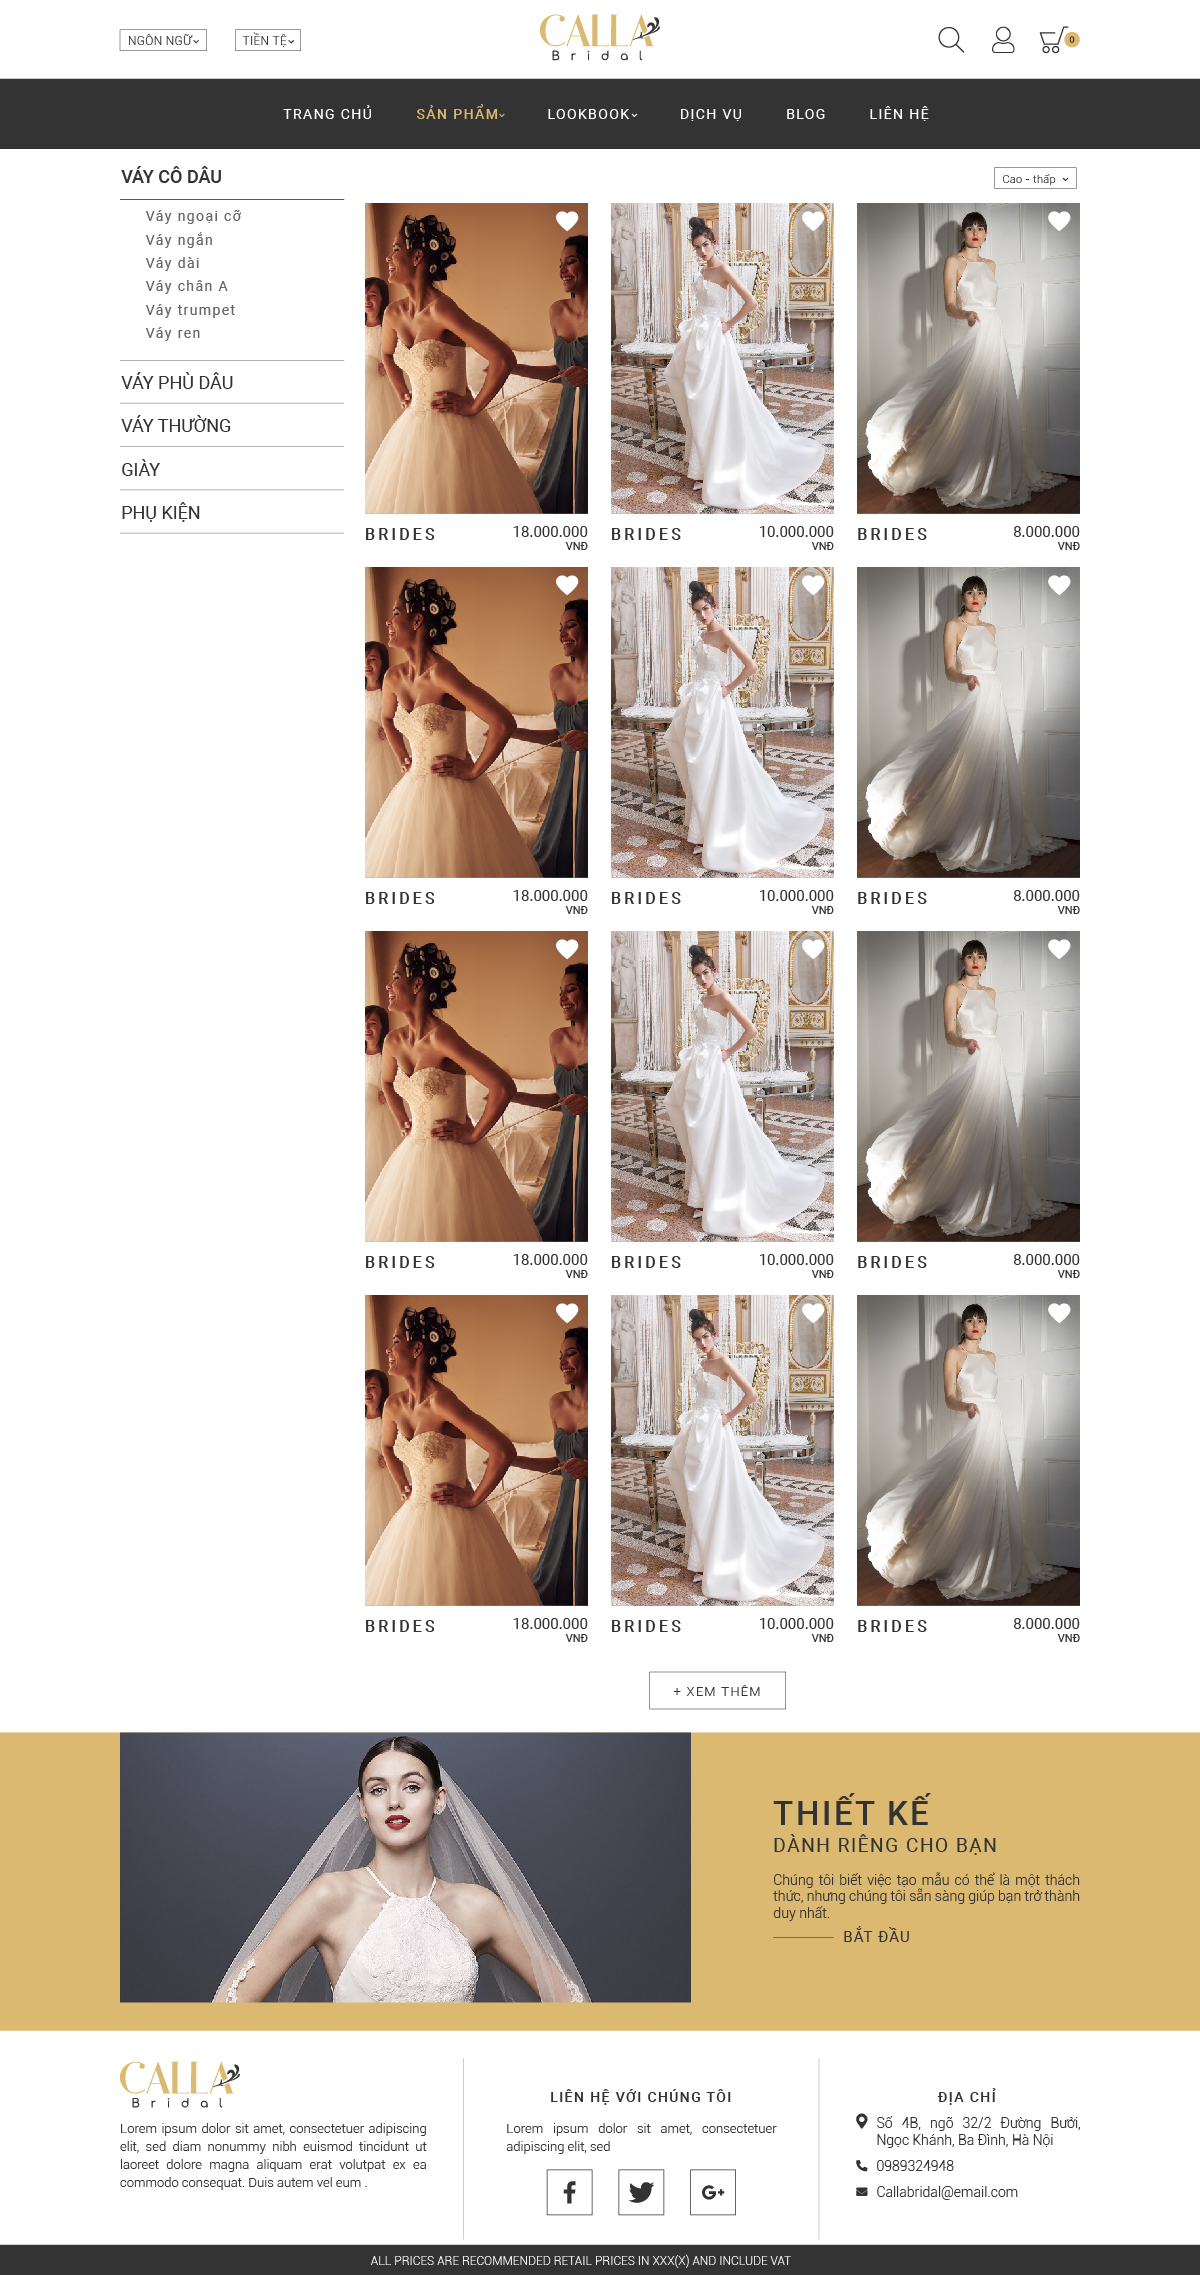 NGÔN NGỮ
TIỀN TỆ
CALLA
Bridal
0
TRANG CHỦ
SẢN PHẨM
LOOKBOOK
DỊCH VỤ
BLOG
LIÊN HỆ
VÁY CÔ DÂU
Cao - thấp
Váy ngoại cỡ
Váy ngắn
Váy dài
Váy chân A
Váy trumpet
Váy ren
VÁY PHÙ DÂU
VÁY THƯỜNG
GIÀY
PHỤ KIỆN
BRIDES 18.000.000
VNĐ
BRIDES 10.000.000
VNĐ
BRIDES 8.000.000
VNĐ
BRIDES 18.000.000
VNĐ
BRIDES 10.000.000
VNĐ
BRIDES 8.000.000
VNĐ
BRIDES 18.000.000
VNĐ
BRIDES 10.000.000
VNĐ
BRIDES 8.000.000
VNĐ
BRIDES 18.000.000
VNĐ
BRIDES 10.000.000
VNĐ
BRIDES 8.000.000
VNĐ
+ XEM THÊM
THIẾT KẾ
DÀNH RIÊNG CHO BẠN
Chúng tôi biết việc tạo mẫu có thể là một thách
thức, nhưng chúng tôi sẵn sàng giúp bạn trở thành
duy nhất.
BẮT ĐẦU
CALLA
Bridal
Lorem ipsum dolor sit amet, consectetuer adipiscing
elit, sed diam nonummy nibh euismod tincidunt ut
laoreet dolore magna aliquam erat volutpat ex ea
commodo consequat. Duis autem vel eum .
LIÊN HỆ VỚI CHÚNG TÔI
Lorem ipsum dolor sit amet, consectetuer
adipiscing elit, sed
f
G+
ĐỊA CHỈ
Số 4B, ngõ 32/2 Đường Bưởi,
Ngọc Khánh, Ba Đình, Hà Nội
0989324948
Callabridal@email.com
ALL PRICES ARE RECOMMENDED RETAIL PRICES IN XXX(X) AND INCLUDE VAT